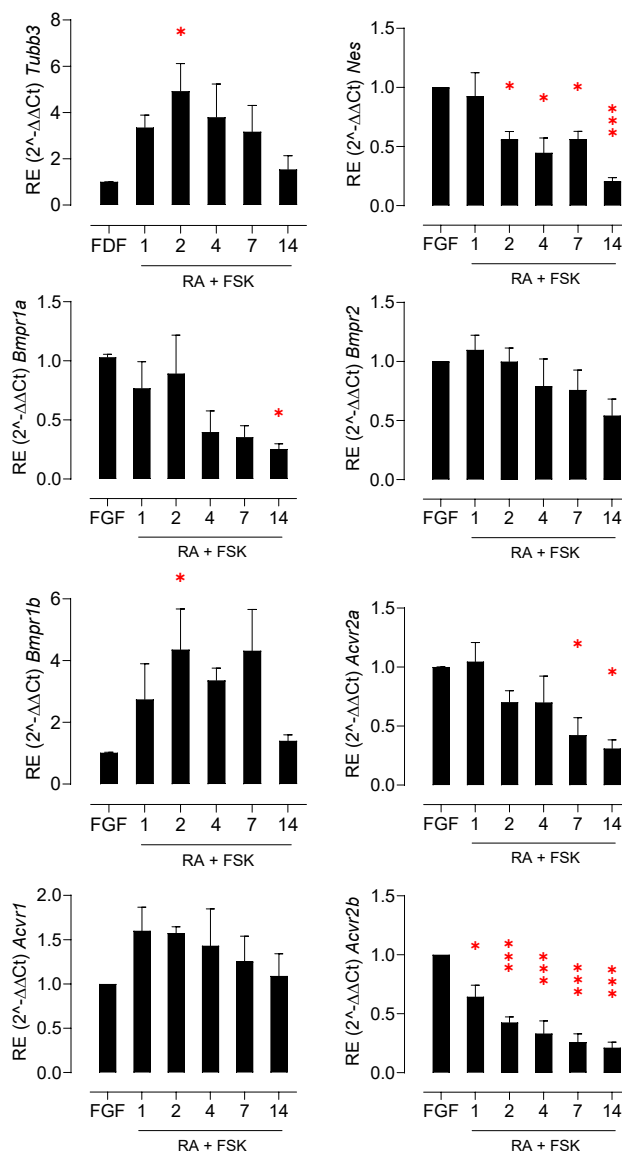 RE (2^-ΔΔCt) Tubb3
8
6
4
2
0
*
FDF 1 2 4 7 14
RA + FSK
RE (2^-ΔΔCt) Nes
1.5
1.0
0.5
0.0
* * * ***
FGF 1 2 4 7 14
RA + FSK
RE (2^-ΔΔCt) Bmpr1a
1.5
1.0
0.5
0.0
*
FGF 1 2 4 7 14
RA + FSK
RE (2^-ΔΔCt) Bmpr2
1.5
1.0
0.5
0.0
FGF 1 2 4 7 14
RA + FSK
RE (2^-ΔΔCt) Bmpr1b
6
4
2
0
*
FGF 1 2 4 7 14
RA + FSK
RE (2^-ΔΔCt) Acvr2a
1.5
1.0
0.5
0.0
* *
FGF 1 2 4 7 14
RA + FSK
RE (2^-ΔΔCt) Acvr1
2.0
1.5
1.0
0.5
0.0
FGF 1 2 4 7 14
RA + FSK
RE (2^-ΔΔCt) Acvr2b
1.5
1.0
0.5
0.0
* *** *** *** ***
FGF 1 2 4 7 14
RA + FSK